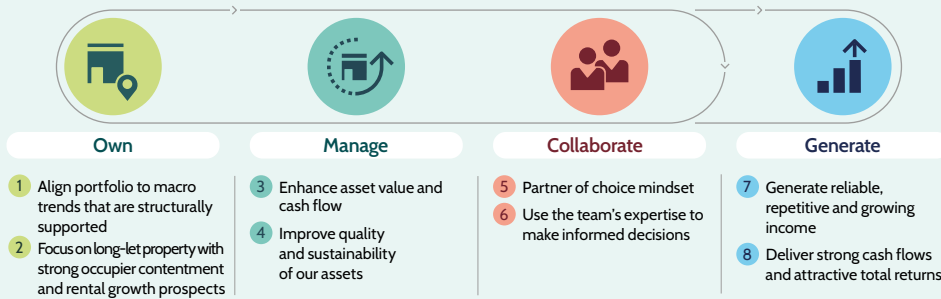 Own
1 Align portfolio to macro
trends that are structurally
supported
2 Focus on long-let property with
strong occupier contentment
and rental growth prospects
Manage
3 Enhance asset value and
cash flow
4 Improve quality
and sustainability
of our assets
Collaborate
5 Partner of choice mindset
6 Use the team's expertise to
make informed decisions
Generate
7 Generate reliable,
repetitive and growing
income
8 Deliver strong cash flows
and attractive total returns